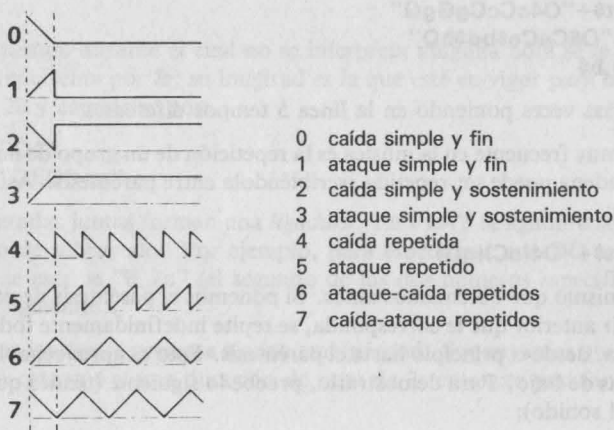 0
1
2
3
4
5
6
7
0 caída simple y fin
1 ataque simple y fin
2 caída simple y sostenimiento
3 ataque simple y sostenimiento
4 caída repetida
5 ataque repetido
6 ataque-caída repetidos
7 caída-ataque repetidos